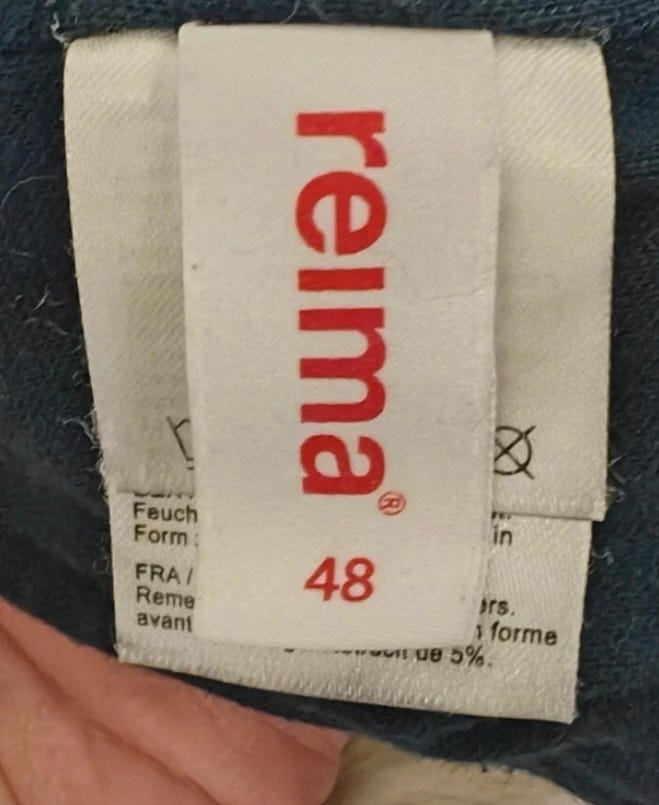 reima®
48
Feuch
Form :
in
FRA /
Reme
ers.
avant
forme
de 5%.